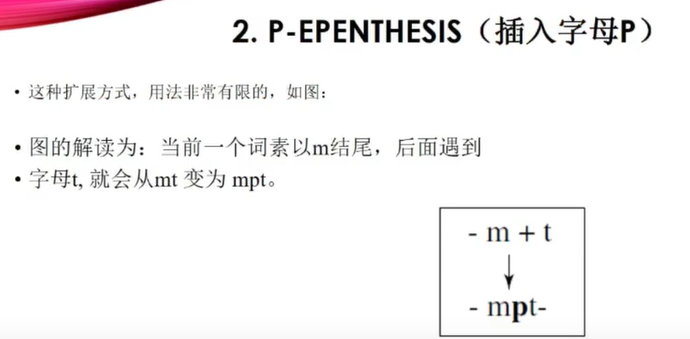 2. P-EPENTHESIS（插入字母P）
• 这种扩展方式，用法非常有限的，如图：
• 图的解读为：当前一个词素以m结尾，后面遇到
• 字母t, 就会从mt 变为 mpt。
- m + t
↓
- mpt-